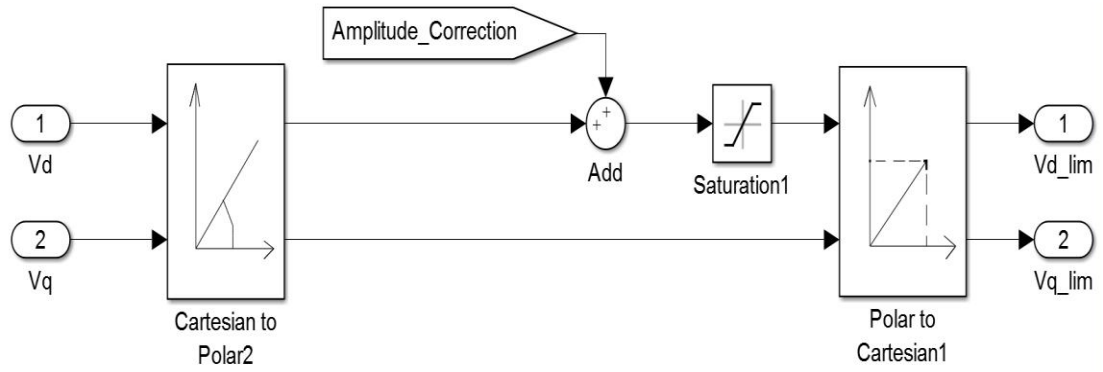 Amplitude_Correction
1
Vd
2
Vq
Cartesian to
Polar2
+
+
Add
Saturation1
Polar to
Cartesian1
1
Vd_lim
2
Vq_lim